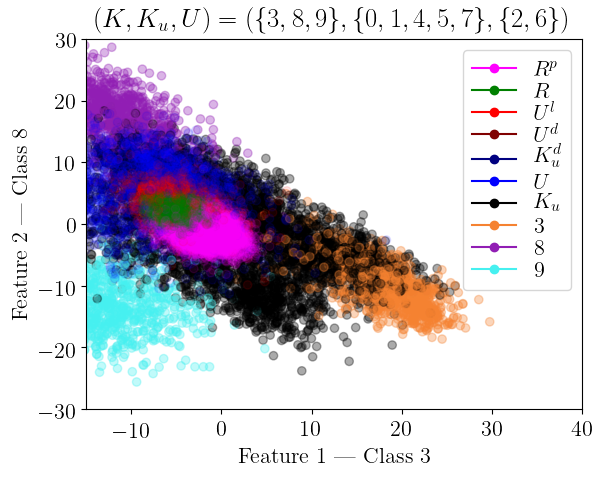 (K, K_u, U) = ({3, 8, 9}, {0, 1, 4, 5, 7}, {2, 6})
R^p
R
U^l
U^d
K_u^d
U
K_u
3
8
9
30
20
10
0
−10
−20
−30
Feature 2 — Class 8
−10 0 10 20 30 40
Feature 1 — Class 3